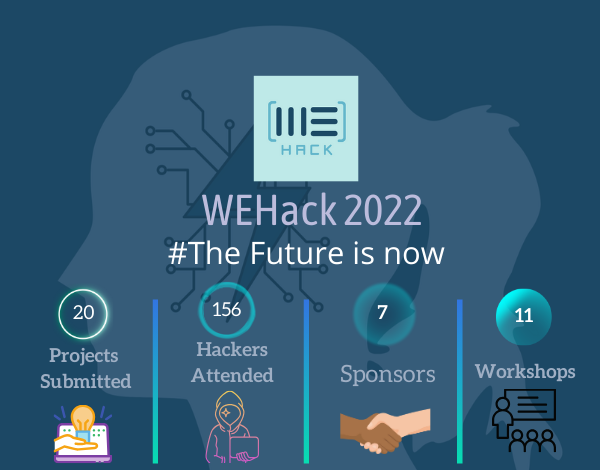 WE
HACK
WEHack 2022
#The Future is now
20
Projects
Submitted
156
Hackers
Attended
7
Sponsors
11
Workshops